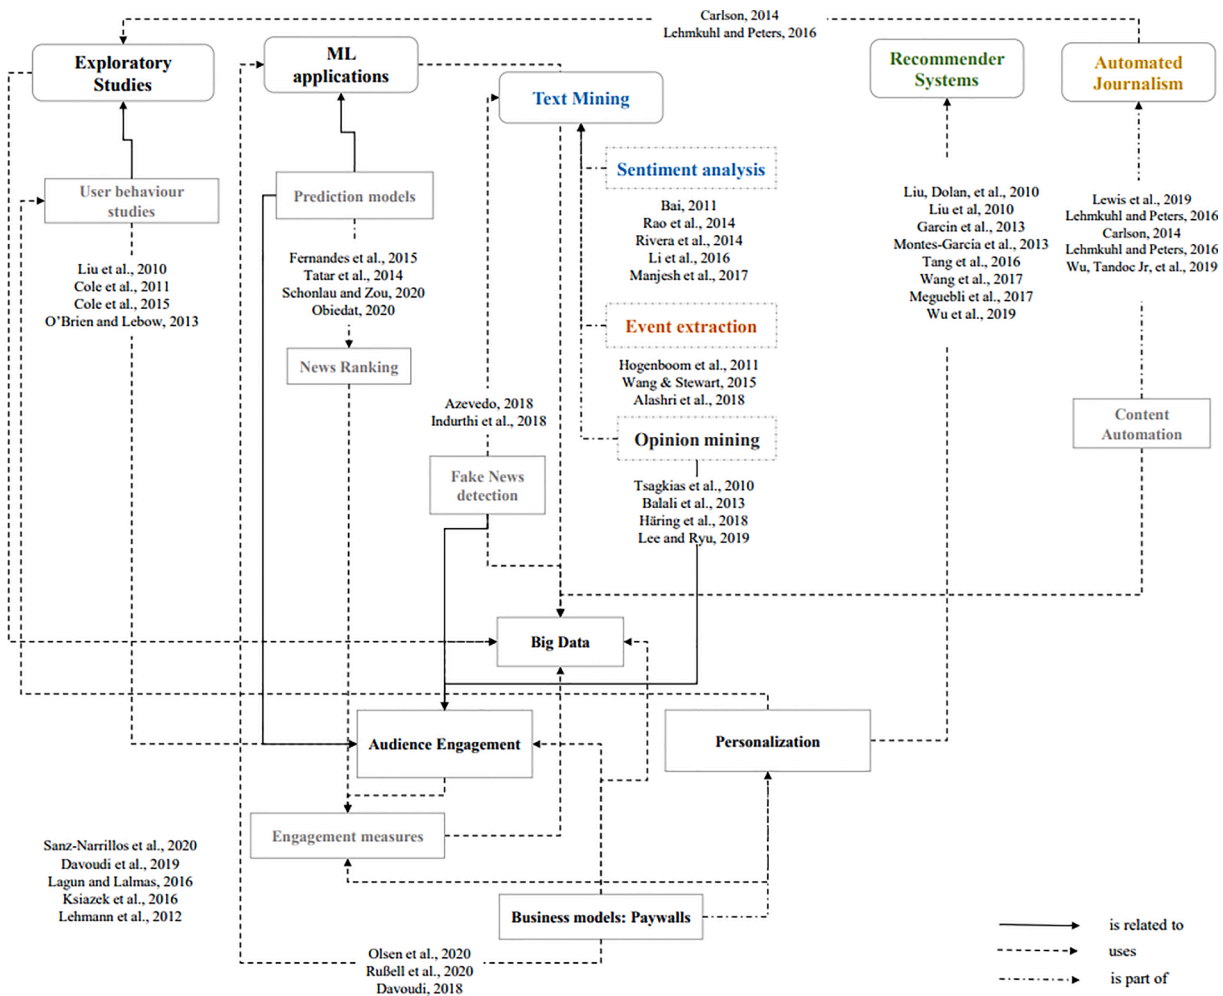 Carlson, 2014
Lehmkuhl and Peters, 2016
Exploratory
Studies
ML
applications
Text Mining
Recommender
Systems
Automated
Journalism
User behaviour
studies
Liu et al., 2010
Cole et al., 2011
Cole et al., 2015
O'Brien and Lebow, 2013
Prediction models
Fernandes et al., 2015
Tatar et al., 2014
Schonlau and Zou, 2020
Obiedat, 2020
News Ranking
Sentiment analysis
Bai, 2011
Rao et al., 2014
Rivera et al., 2014
Li et al., 2016
Manjesh et al., 2017
Event extraction
Hogenboom et al., 2011
Wang & Stewart, 2015
Alashri et al., 2018
Opinion mining
Tsagkias et al., 2010
Balali et al., 2013
Häring et al., 2018
Lee and Ryu, 2019
Liu, Dolan, et al., 2010
Liu et al, 2010
Garcin et al., 2013
Montes-García et al., 2013
Tang et al., 2016
Wang et al., 2017
Meguebli et al., 2017
Wu et al., 2019
Lewis et al., 2019
Lehmkuhl and Peters, 2016
Carlson, 2014
Lehmkuhl and Peters, 2016
Wu, Tandoc Jr, et al., 2019
Content
Automation
Azevedo, 2018
Indurthi et al., 2018
Fake News
detection
Big Data
Audience Engagement
Personalization
Engagement measures
Sanz-Narrillos et al., 2020
Davoudi et al., 2019
Lagun and Lalmas, 2016
Ksiazek et al., 2016
Lehmann et al., 2012
Business models: Paywalls
Olsen et al., 2020
Rußell et al., 2020
Davoudi, 2018
is related to
uses
is part of